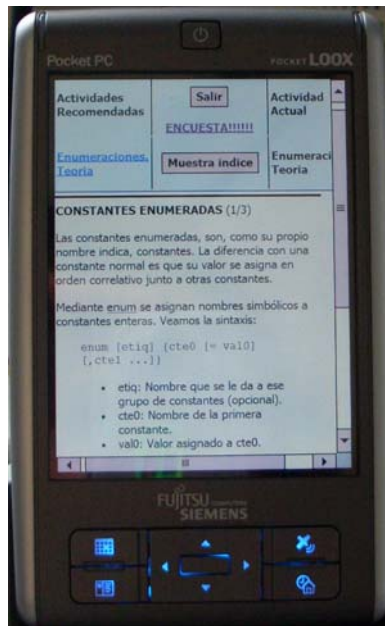 Pocket PC
POCKET LOOX
Actividades Recomendadas
Salir
ENCUESTA!!!!!!
Actividad Actual
Enumeraciones. Teoria
Muestra indice
Enumeraci
Teoria
CONSTANTES ENUMERADAS (1/3)
Las constantes enumeradas, son, como su propio
nombre indica, constantes. La diferencia con una
constante normal es que su valor se asigna en
orden correlativo junto a otras constantes.
Mediante enum se asignan nombres simbólicos a
constantes enteras. Veamos la sintaxis:
enum [etiq] {cte0 [= val0]
[,cte1 ...]}
• etiq: Nombre que se le da a ese
grupo de constantes (opcional).
• cte0: Nombre de la primera
constante.
• val0: Valor asignado a cte0.
FUJITSU COMPUTERS
SIEMENS